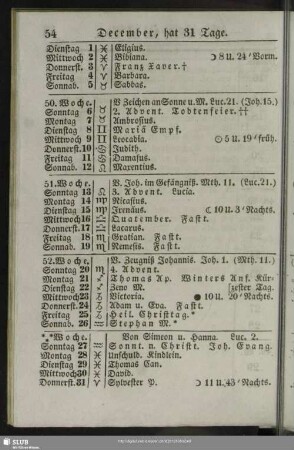 54 December, hat 31 Tage.
Dienstag 1 ♓ Eligius.
Mittwoch 2 ♓ Bibiana. ☽ 8 U. 24' Vorm.
Donnerst. 3 ♈ Franz Xaver. †
Freitag 4 ♈ Barbara.
Sonnab. 5 ♉ Sabbas.
50. Woche. V Zeichen an Sonne u. M. Luc. 21. (Joh. 15.)
Sonntag 6 ♉ 2. Advent. Todtenfeier. ††
Montag 7 ♉ Ambrosius.
Dienstag 8 ♊ Mariä Empf.
Mittwoch 9 ♊ Leocadia. ☉ 5 U. 19' früh.
Donnerst. 10 ♋ Judith.
Freitag 11 ♋ Damasus.
Sonnab. 12 ♌ Maxentius.
51. Woche. V. Joh. im Gefängniß. Mth. 11. (Luc. 21.)
Sonntag 13 ♌ 3. Advent. Lucia.
Montag 14 ♍ Nicasius.
Dienstag 15 ♍ Irenäus. ☾ 10 U. 3' Nachts.
Mittwoch 16 ♎ Quatember. Fastt.
Donnerst. 17 ♎ Lacarus.
Freitag 18 ♏ Gratian. Fastt.
Sonnab. 19 ♏ Nemesis. Fastt.
52. Woche. V. Zeugniß Johannis. Joh. 1. (Mth. 11.)
Sonntag 20 ♏ 4. Advent.
Montag 21 ♐ Thomas Ap. Winters Anf. Kür-
Dienstag 22 ♐ Zeno M. zester Tag.
Mittwoch 23 ♑ Victoria. ● 10 U. 20' Nachts.
Donnerst. 24 ♑ Adam u. Eva. Fastt.
Freitag 25 ♑ Heil. Christtag.*
Sonnab. 26 ♒ Stephan M.*
*.* Woche. Von Simeon u. Hanna. Luc. 2.
Sonntag 27 ♒ Sonnt. n. Christt. Joh. Evang.
Montag 28 ♓ Unschuld. Kindlein.
Dienstag 29 ♓ Thomas Can.
Mittwoch 30 ♓ David.
Donnerst. 31 ♈ Sylvester P. ☽ 11 U. 43' Nachts.
SLUB